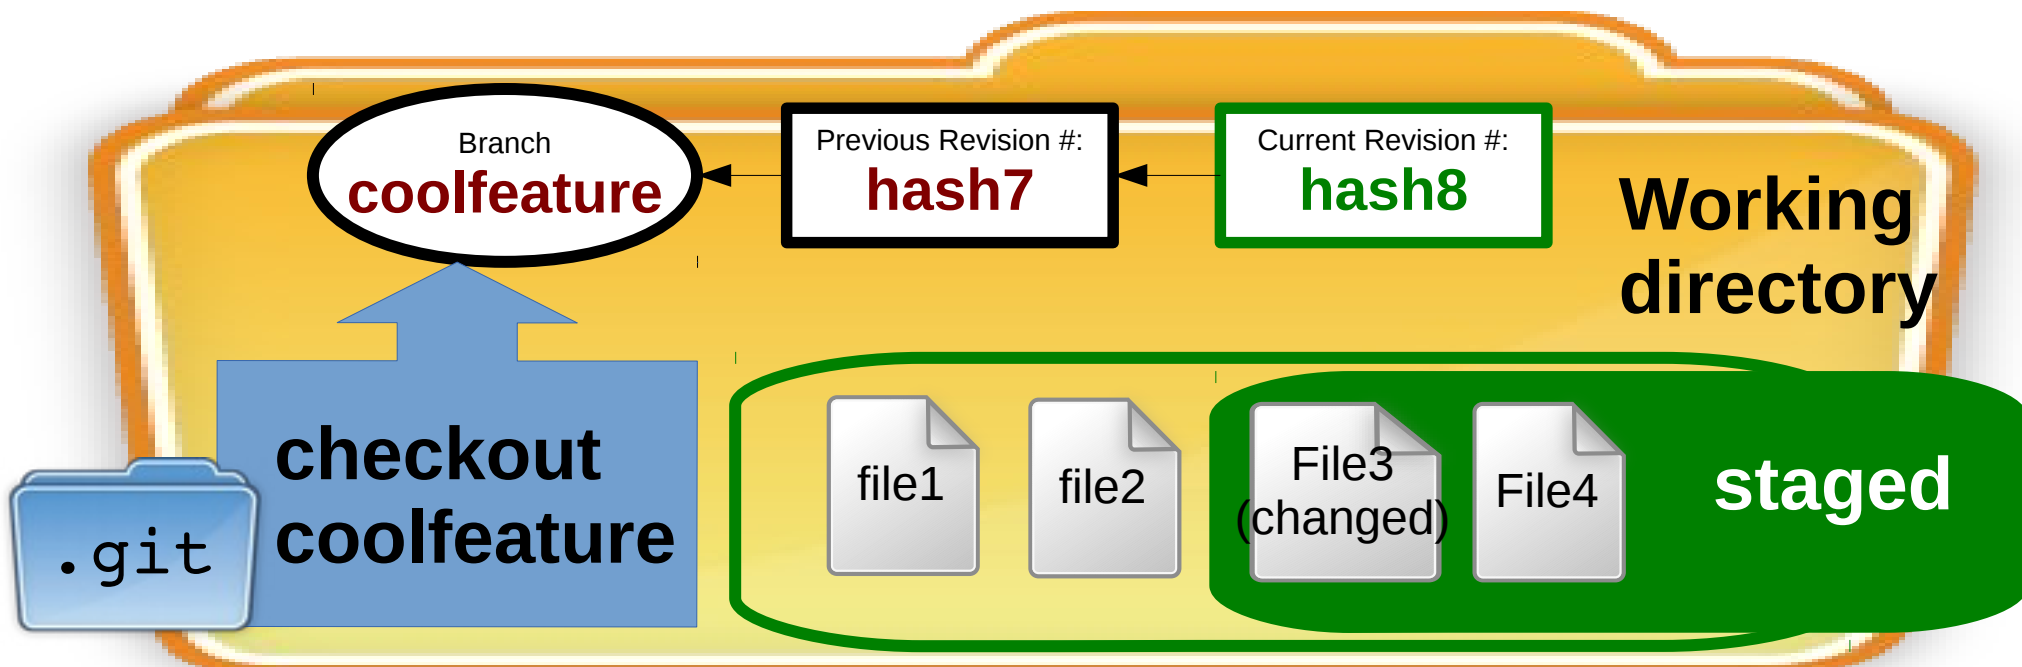 Branch
coolfeature
Previous Revision #:
hash7
Current Revision #:
hash8
Working
directory
checkout
coolfeature
.git
file1
file2
File3
(changed)
File4
staged